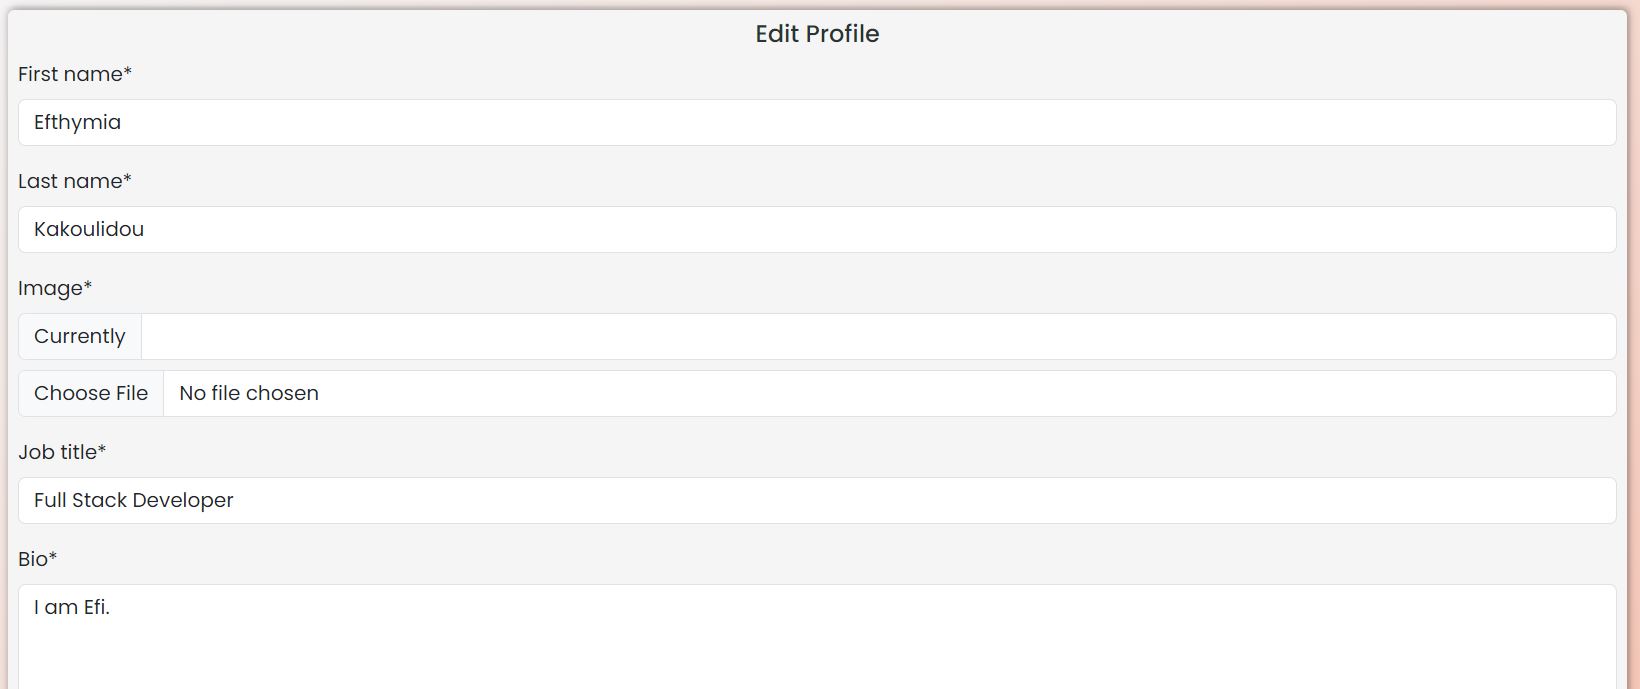 Edit Profile
First name*
Efthymia
Last name*
Kakoulidou
Image*
Currently
Choose File No file chosen
Job title*
Full Stack Developer
Bio*
I am Efi.